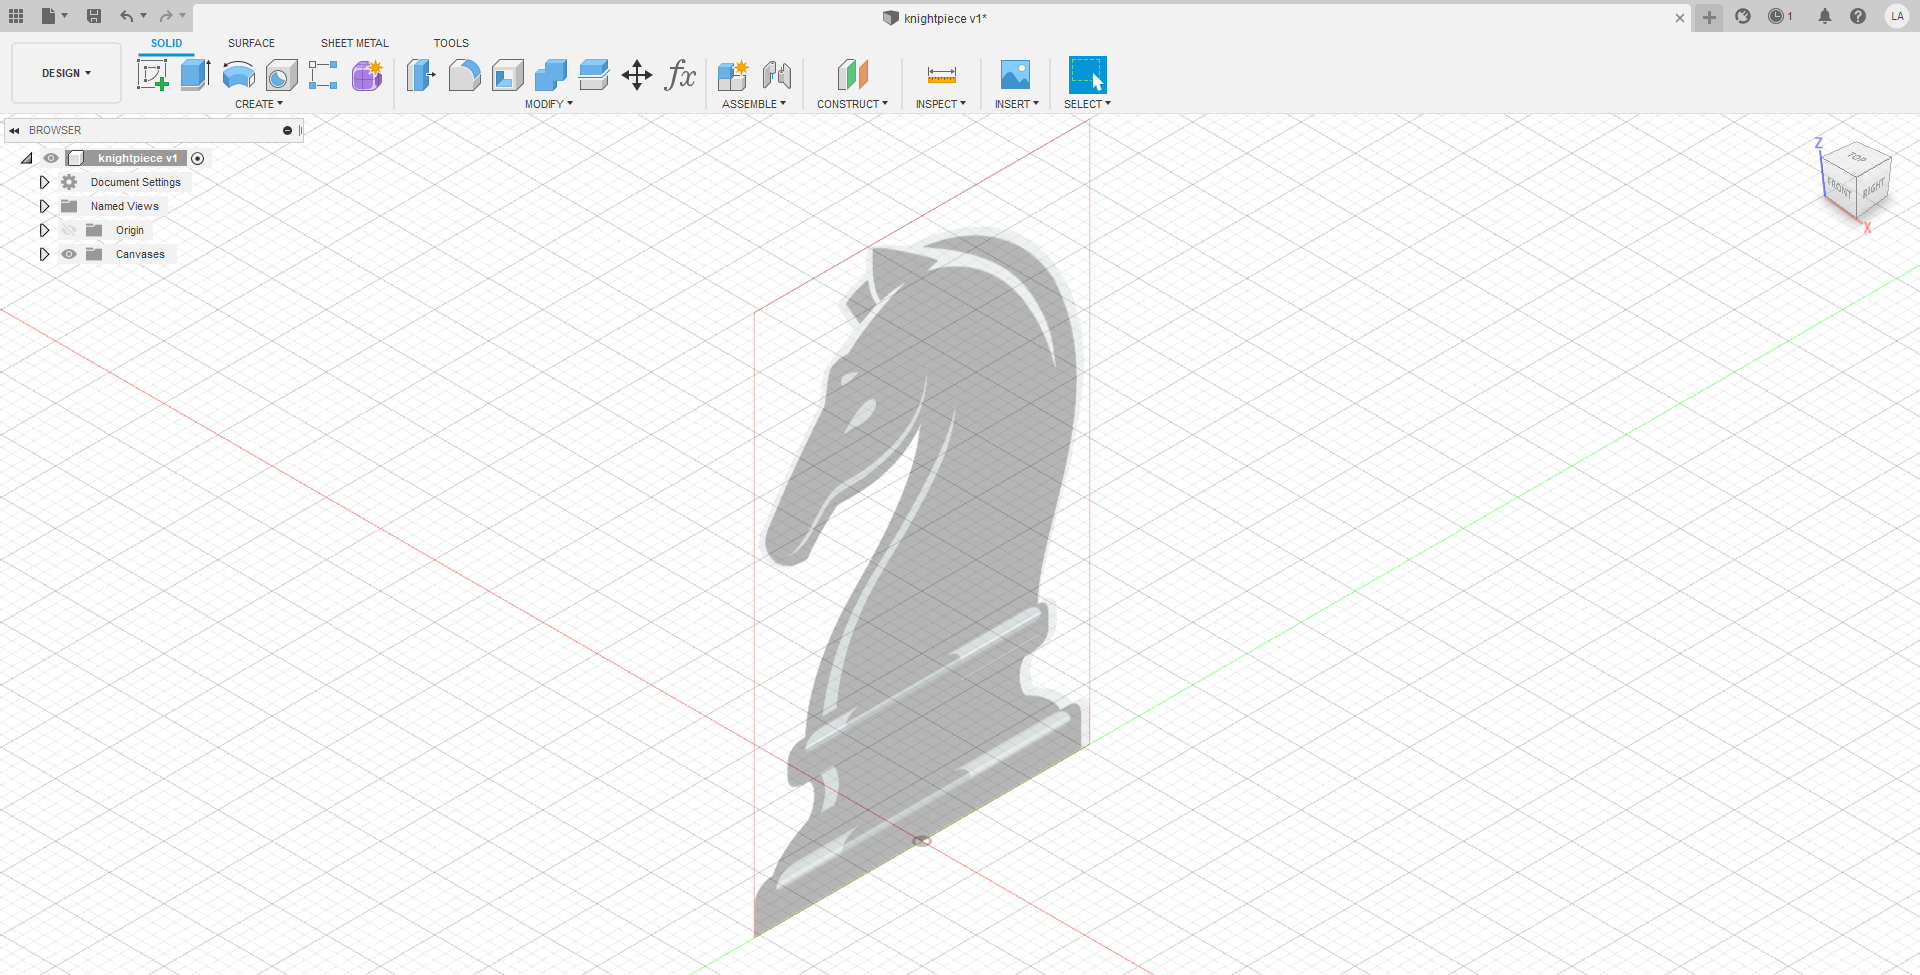 knightpiece v1*
1
LA
DESIGN
SOLID
SURFACE
SHEET METAL
TOOLS
fx
CREATE
MODIFY
ASSEMBLE
CONSTRUCT
INSPECT
INSERT
SELECT
BROWSER
knightpiece v1
Document Settings
Named Views
Origin
Canvases
Z
TOP
FRONT
RIGHT
X